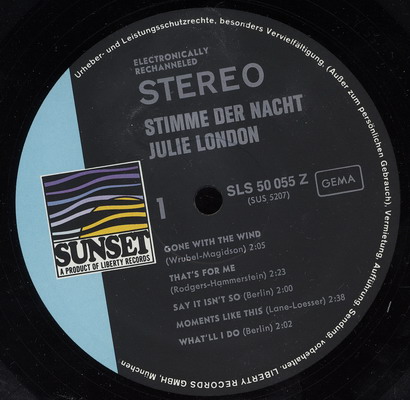 Urheber- und Leistungsschutzrechte, besonders Vervielfältigung, (Außer zum persönlichen Gebrauch), Vermietung, Aufführung, Sendung, vorbehalten. LIBERTY RECORDS GMBH, München
ELECTRONICALLY
RECHANNELED
STEREO
STIMME DER NACHT
JULIE LONDON
SLS 50 055 Z
(SUS 5207)
GEMA
1
SUNSET
A PRODUCT OF LIBERTY RECORDS
GONE WITH THE WIND
(Wrubel-Magidson) 2:05
THAT'S FOR ME
(Rodgers-Hammerstein) 2:23
SAY IT ISN'T SO (Berlin) 2:00
MOMENTS LIKE THIS (Lane-Loesser) 2:38
WHAT'LL I DO (Berlin) 2:02